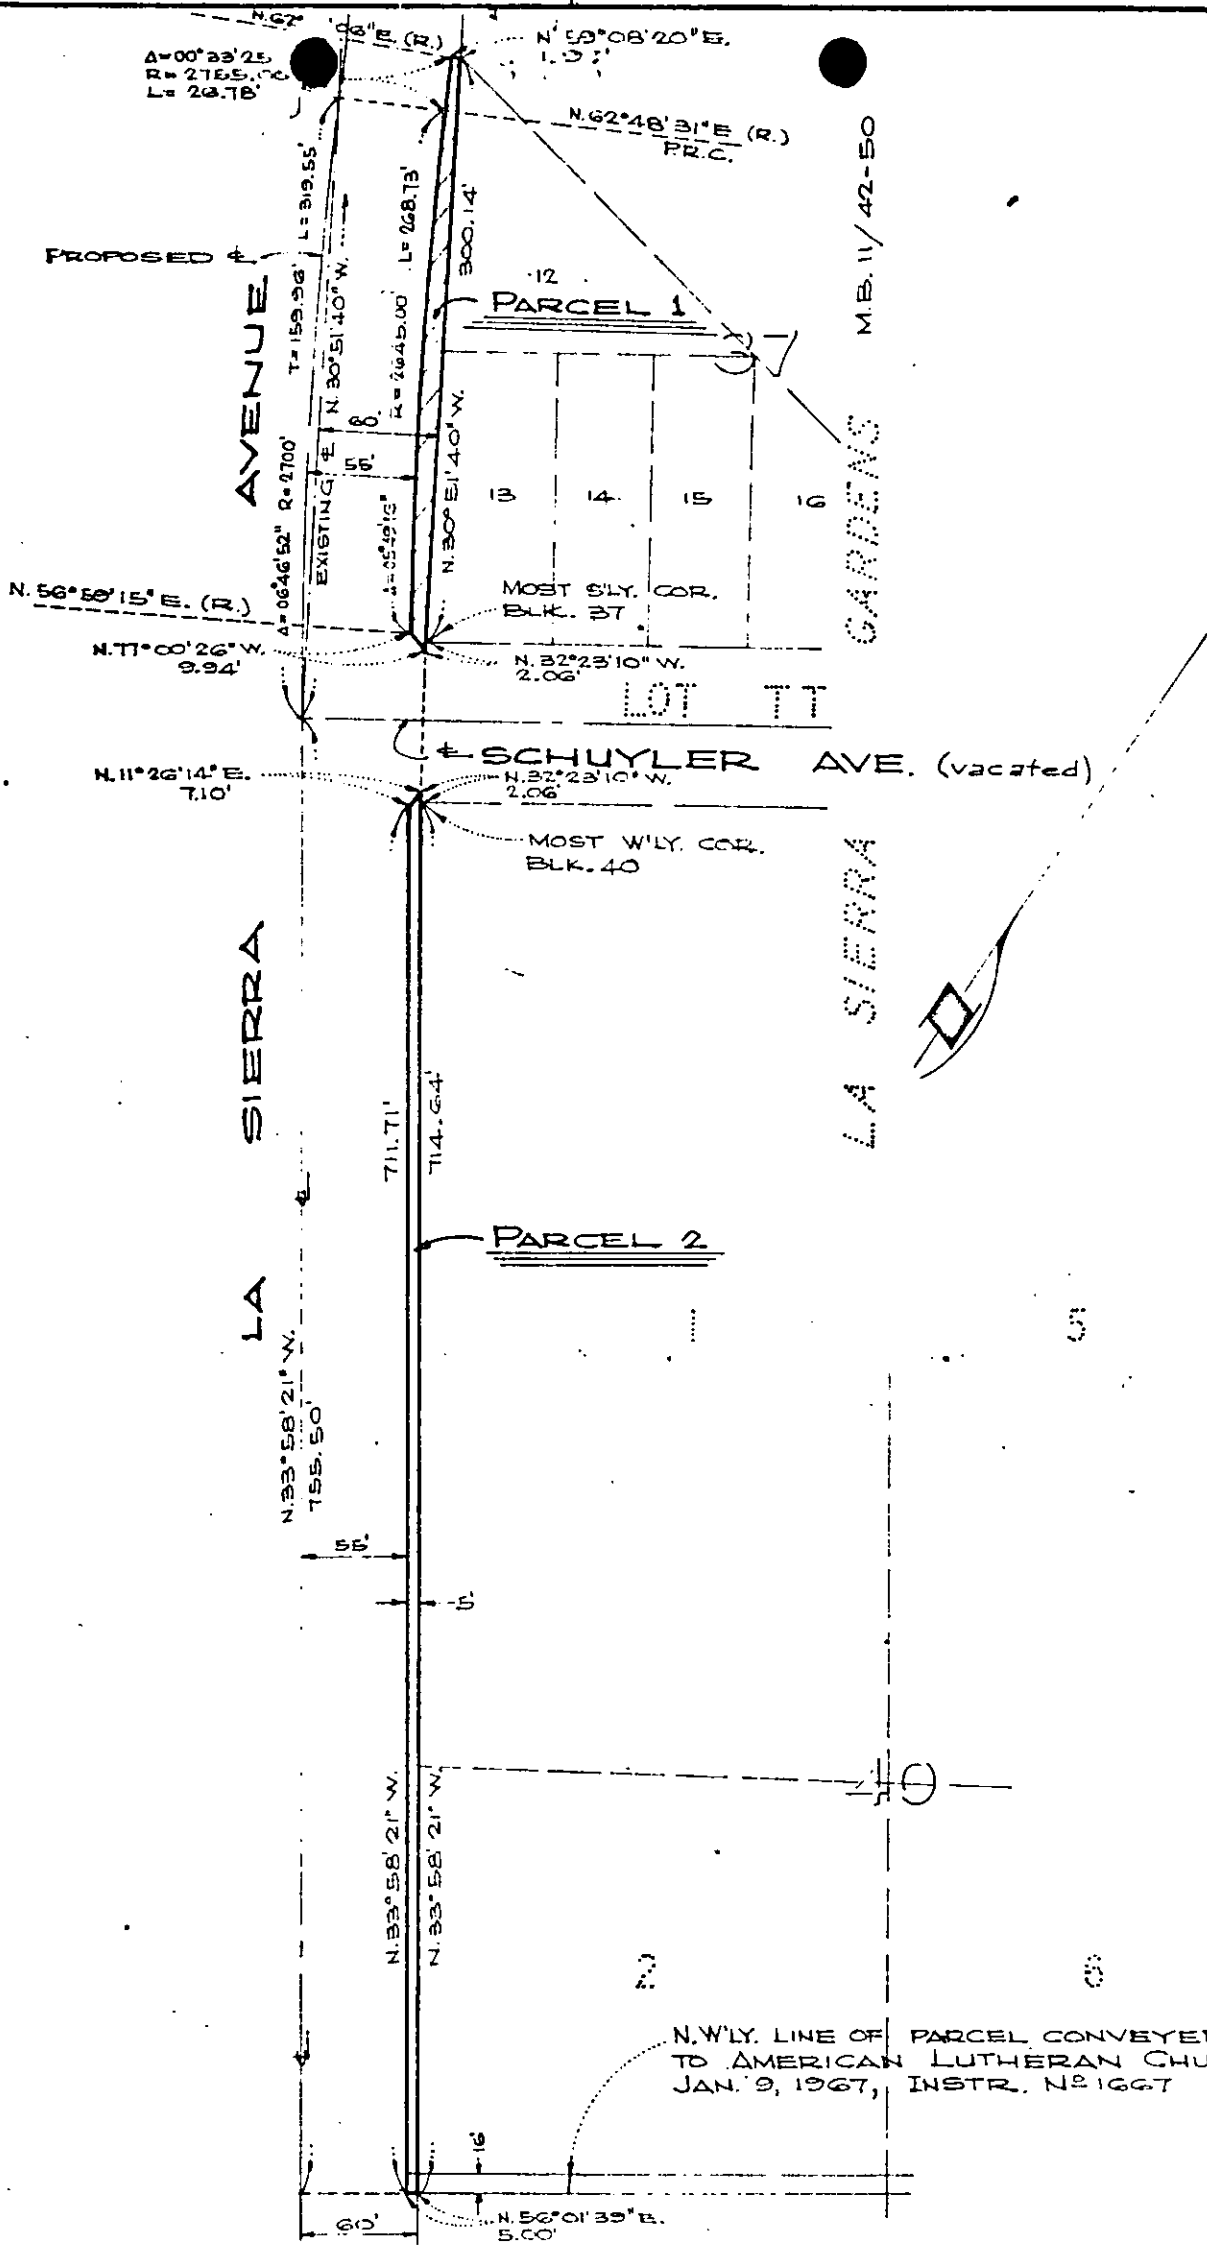 N.62°
06"E. (R.)
Δ=00°33'25
R=2765.00
L=26.78'
N 59°08'20"E.
N.62°48'31"E (R.)
P.R.C.
M.B. 11/42-50
PROPOSED ℄
L=319.55'
T=159.96'
N.30°51'40"W.
L=268.73'
R=2645.00'
300.14'
12
PARCEL 1
37
AVENUE
60'
55'
Δ=06°46'52" R=2700'
EXISTING ℄
N.30°51'40"W.
13
14
15
16
GARDENS
N.56°59'15"E. (R.)
MOST S'LY. COR.
BLK. 37
N.77°00'26"W.
9.94'
N.32°23'10"W.
2.06'
LOT TT
℄ SCHUYLER AVE. (vacated)
N.11°26'14"E.
7.10'
N.32°23'10"W.
2.06'
MOST W'LY. COR.
BLK. 40
LA SIERRA
LA SIERRA
711.71'
714.64'
PARCEL 2
1
5
N.33°58'21"W.
755.50'
55'
5'
40
N.33°58'21"W.
N.33°58'21"W.
2
6
N.W'LY. LINE OF PARCEL CONVEYE
TO AMERICAN LUTHERAN CHU
JAN. 9, 1967, INSTR. Nº 1667
16'
60'
N.56°01'39"E.
5.00'